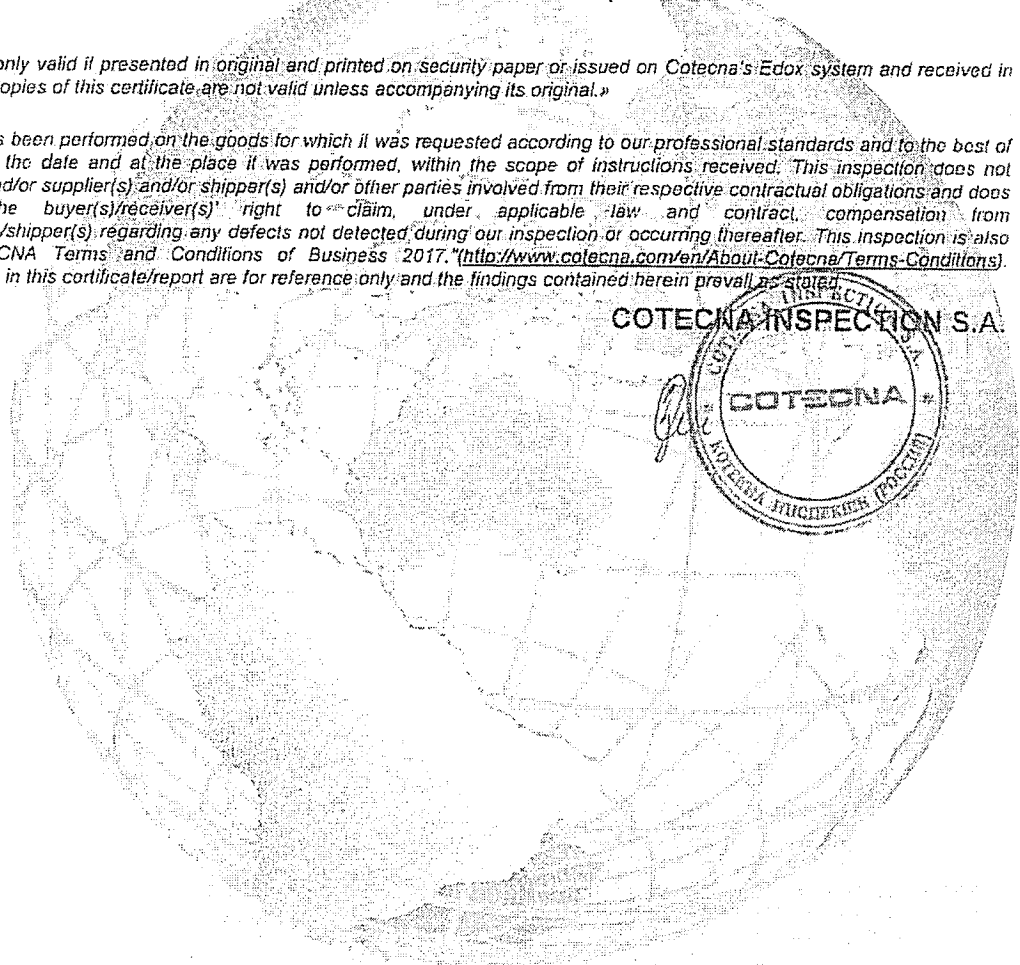 only valid if presented in original and printed on security paper or issued on Cotecna's Edox system and received in
opies of this certificate are not valid unless accompanying its original.»
s been performed on the goods for which it was requested according to our professional standards and to the best of
the date and at the place it was performed, within the scope of instructions received. This inspection does not
nd/or supplier(s) and/or shipper(s) and/or other parties involved from their respective contractual obligations and does
he buyer(s)/receiver(s)' right to claim, under applicable law and contract, compensation from
/shipper(s) regarding any defects not detected during our inspection or occurring thereafter. This inspection is also
CNA Terms and Conditions of Business 2017."(http://www.cotecna.com/en/About-Cotecna/Terms-Conditions).
in this certificate/report are for reference only and the findings contained herein prevail as stated.
COTECNA INSPECTION S.A.
COTECNA INSPECTION S.A.
COTECNA
КОТЕКНА ИНСПЕКШН (РОССИЯ)